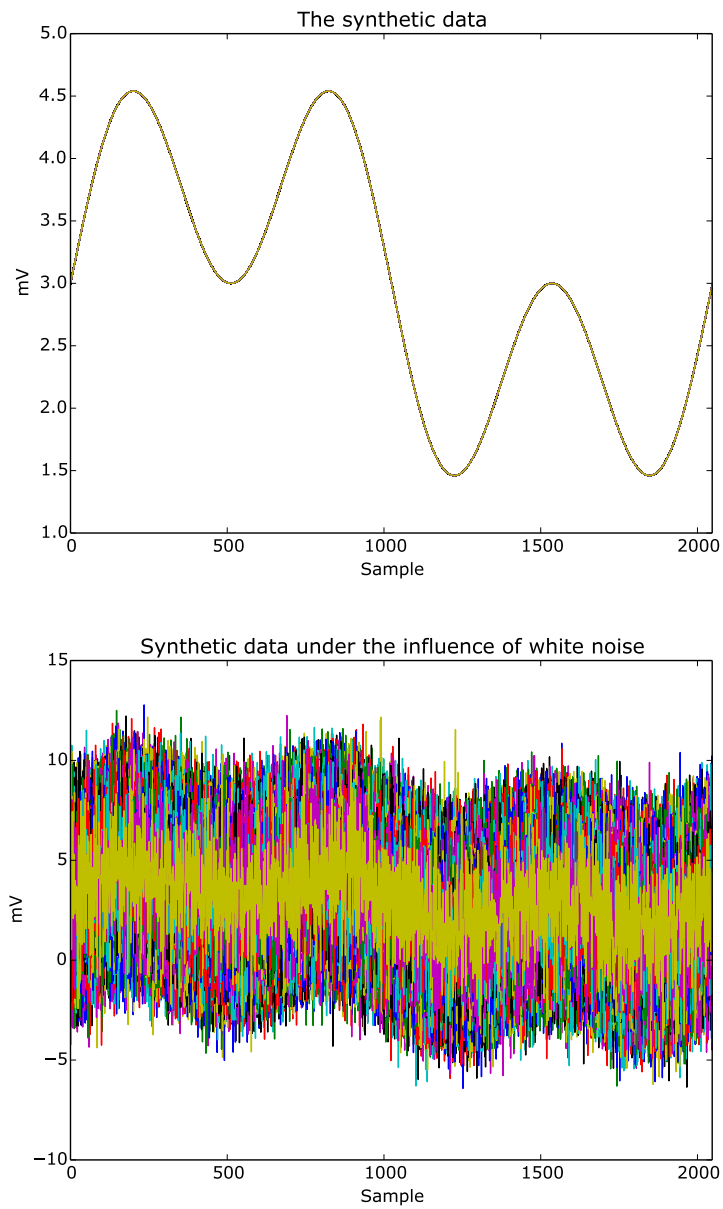 The synthetic data
5.0
4.5
4.0
3.5
3.0
2.5
2.0
1.5
1.0
mV
0 500 1000 1500 2000
Sample
Synthetic data under the influence of white noise
15
10
5
0
−5
−10
mV
0 500 1000 1500 2000
Sample